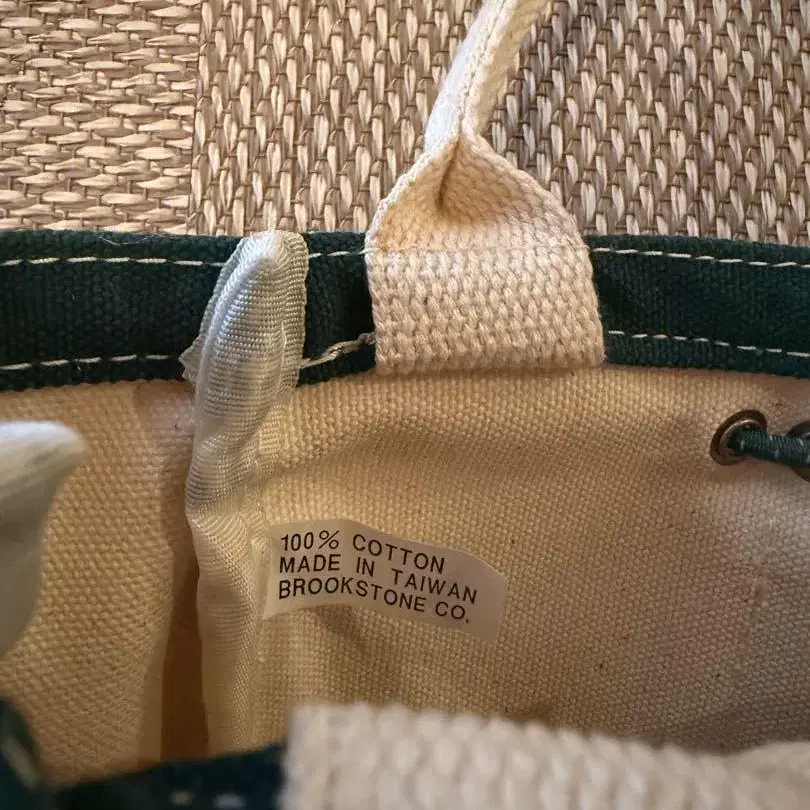 100% COTTON
MADE IN TAIWAN
BROOKSTONE CO.